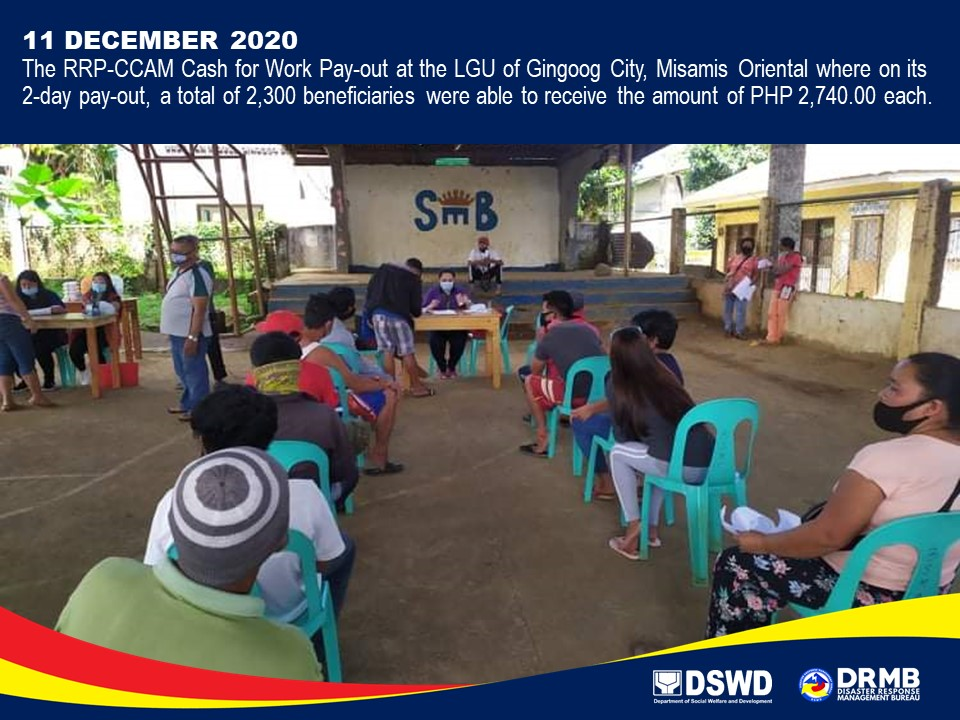 11 DECEMBER 2020
The RRP-CCAM Cash for Work Pay-out at the LGU of Gingoog City, Misamis Oriental where on its
2-day pay-out, a total of 2,300 beneficiaries were able to receive the amount of PHP 2,740.00 each.
SMB
DSWD
Department of Social Welfare and Development
DRMB
DISASTER RESPONSE
MANAGEMENT BUREAU